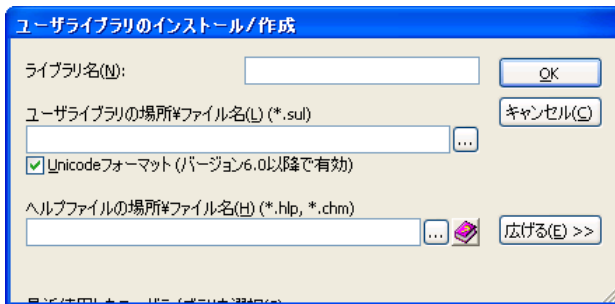 ユーザライブラリのインストール/作成
ライブラリ名(N):
OK
ユーザライブラリの場所¥ファイル名(L) (*.sul)
キャンセル(C)
...
Unicodeフォーマット (バージョン6.0以降で有効)
ヘルプファイルの場所¥ファイル名(H) (*.hlp, *.chm)
...
広げる(E) >>